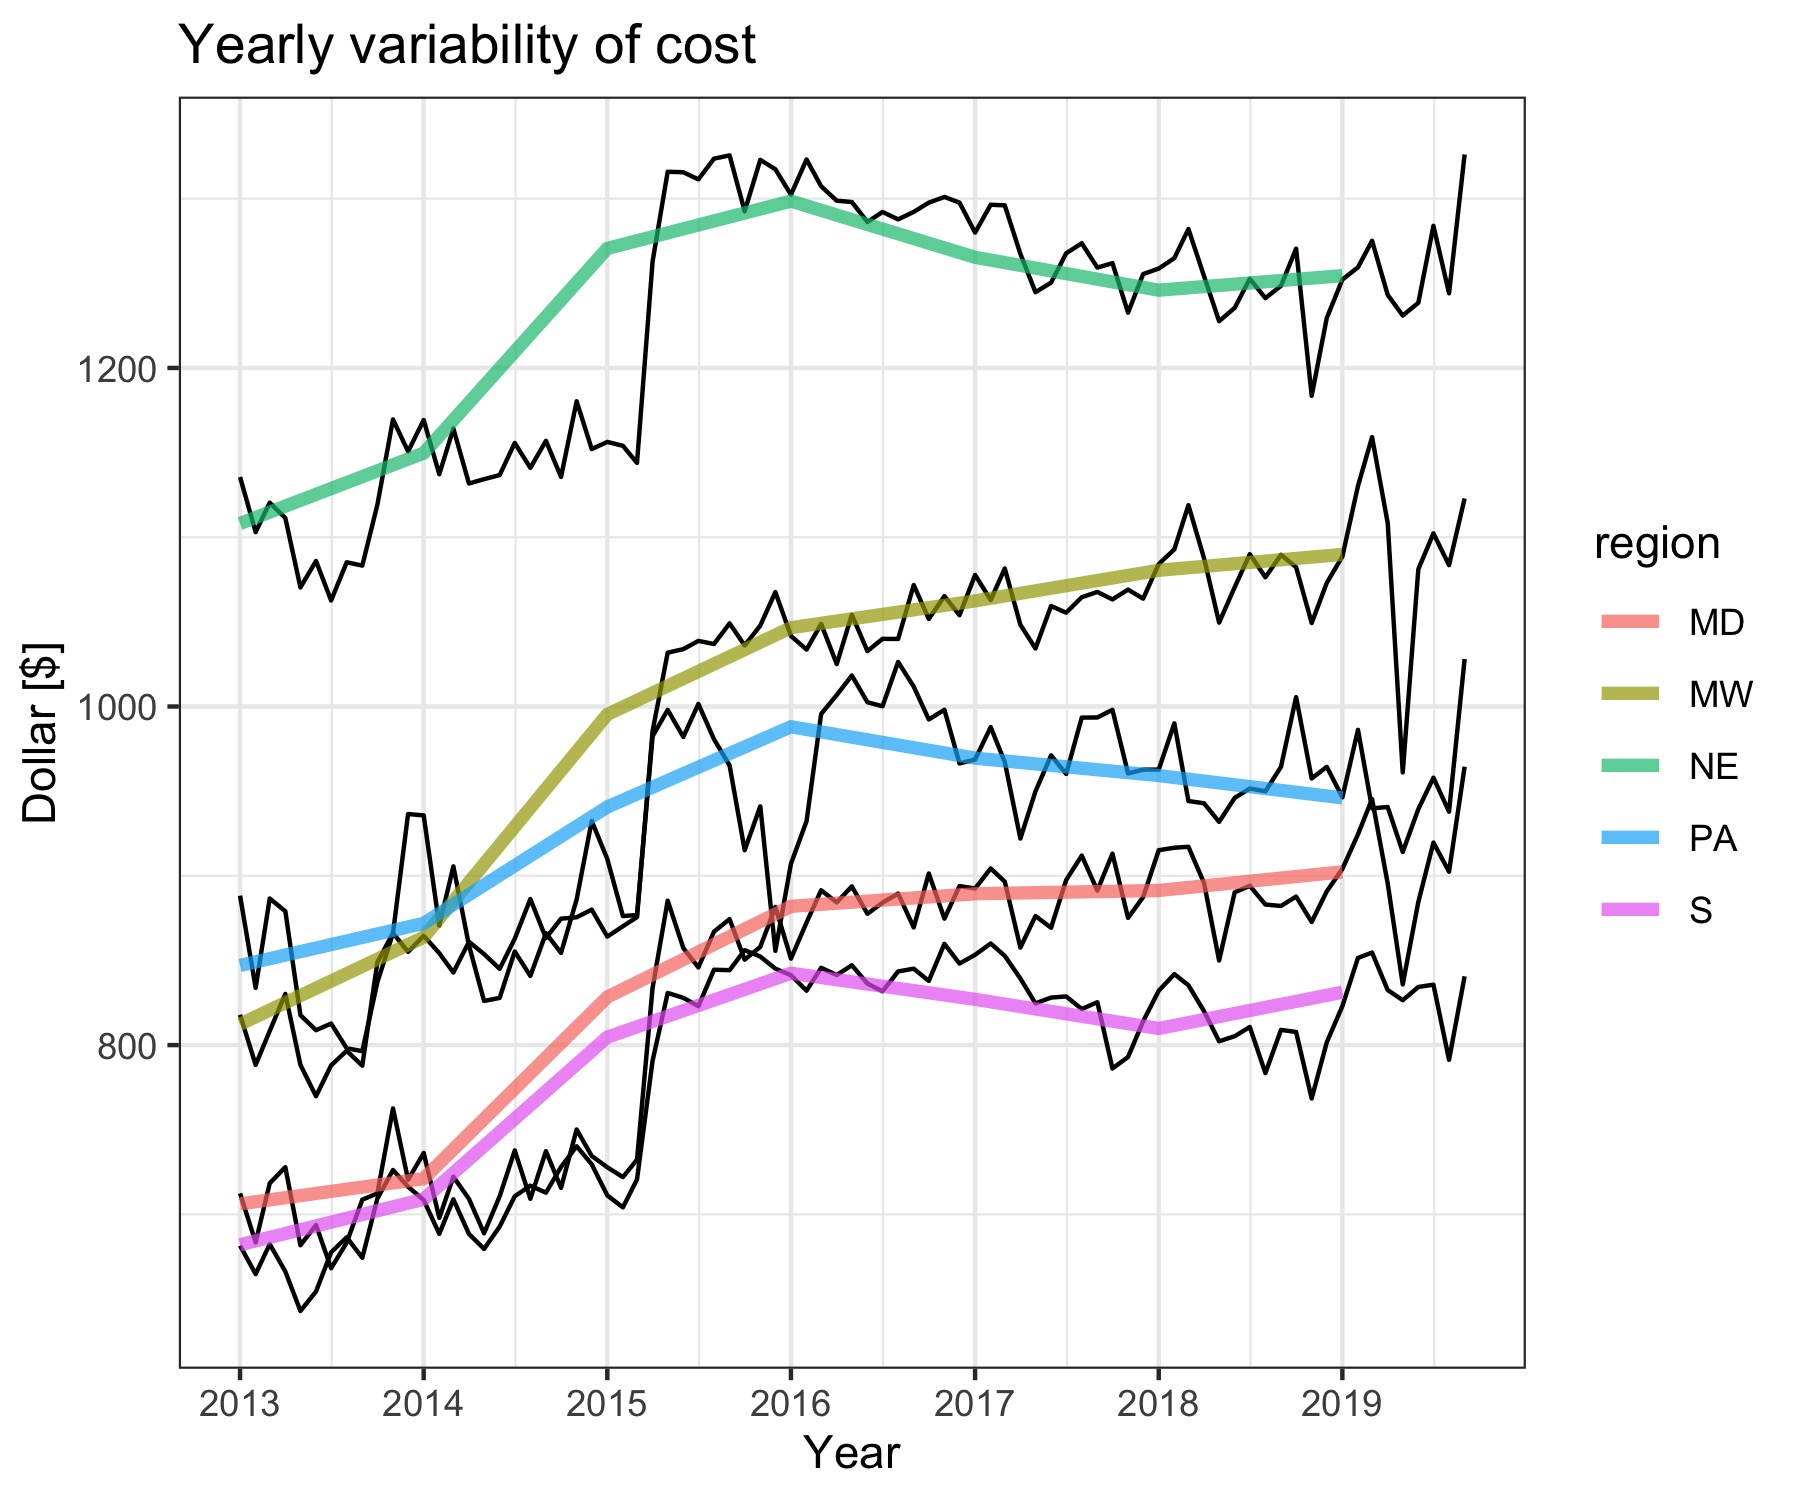 Yearly variability of cost
Dollar [$]
1200
1000
800
2013 2014 2015 2016 2017 2018 2019
Year
region
MD
MW
NE
PA
S